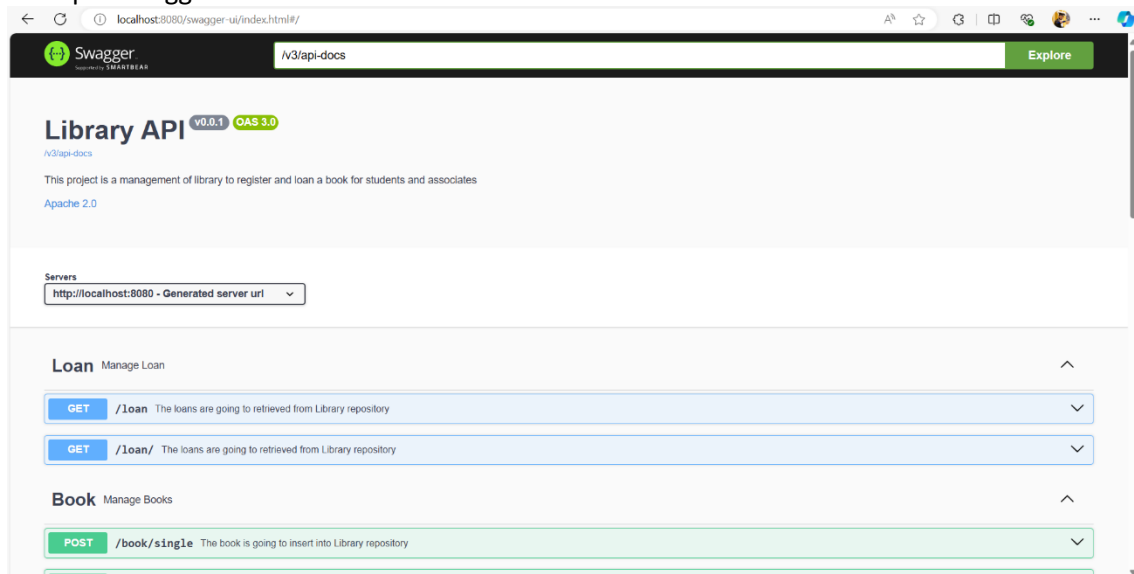 localhost:8080/swagger-ui/index.html#/
Swagger
Supported by SMARTBEAR
/v3/api-docs
Explore
Library API v0.0.1 OAS 3.0
/v3/api-docs
This project is a management of library to register and loan a book for students and associates
Apache 2.0
Servers
http://localhost:8080 - Generated server url
Loan Manage Loan
GET /loan The loans are going to retrieved from Library repository
GET /loan/ The loans are going to retrieved from Library repository
Book Manage Books
POST /book/single The book is going to insert into Library repository